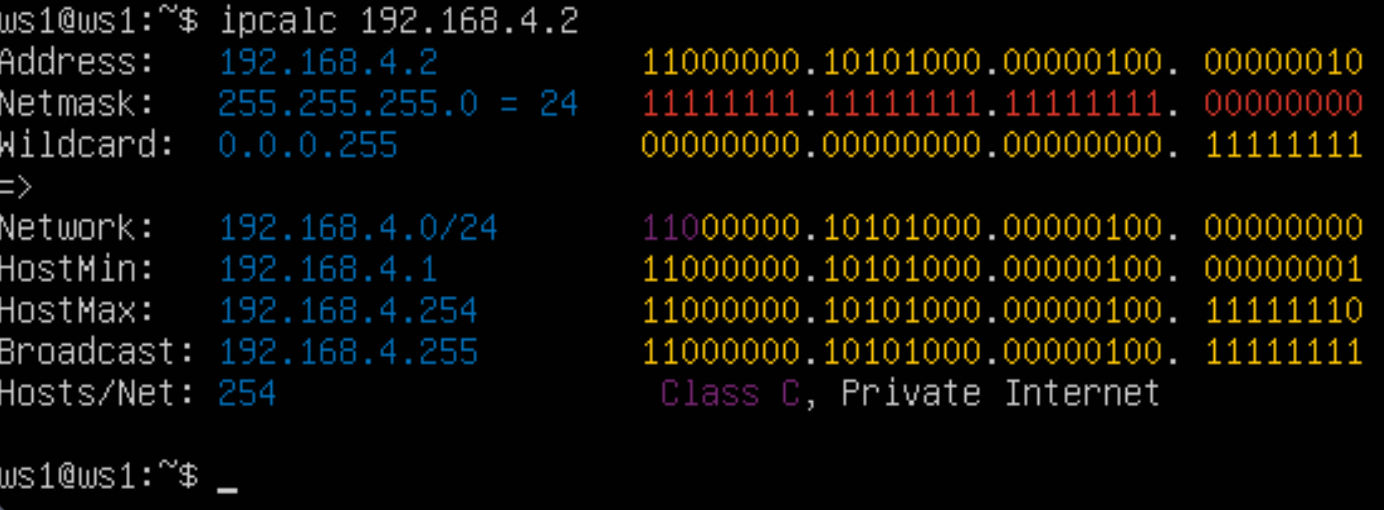 ws1@ws1:~$ ipcalc 192.168.4.2
Address:   192.168.4.2          11000000.10101000.00000100. 00000010
Netmask:   255.255.255.0 = 24   11111111.11111111.11111111. 00000000
Wildcard:  0.0.0.255            00000000.00000000.00000000. 11111111
=>
Network:   192.168.4.0/24       11000000.10101000.00000100. 00000000
HostMin:   192.168.4.1          11000000.10101000.00000100. 00000001
HostMax:   192.168.4.254        11000000.10101000.00000100. 11111110
Broadcast: 192.168.4.255        11000000.10101000.00000100. 11111111
Hosts/Net: 254                   Class C, Private Internet
ws1@ws1:~$ _